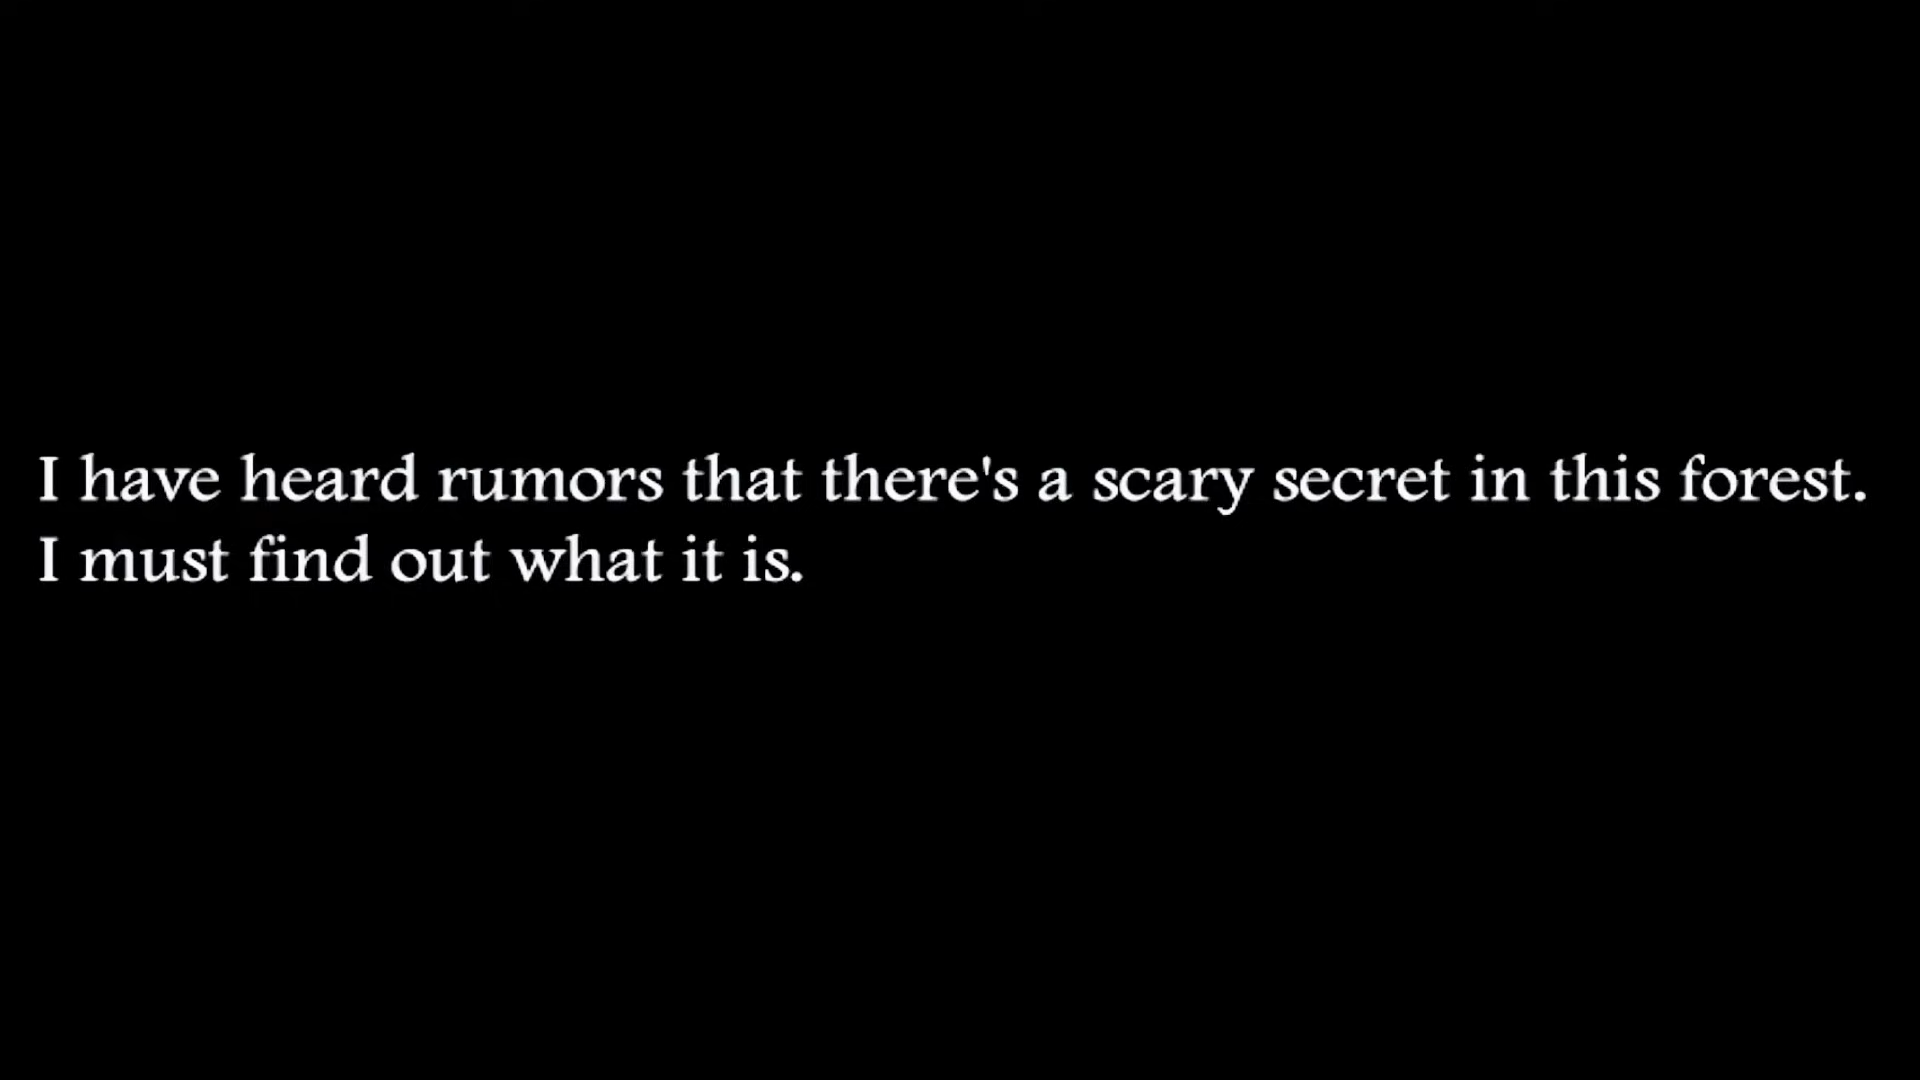 I have heard rumors that there's a scary secret in this forest.
I must find out what it is.